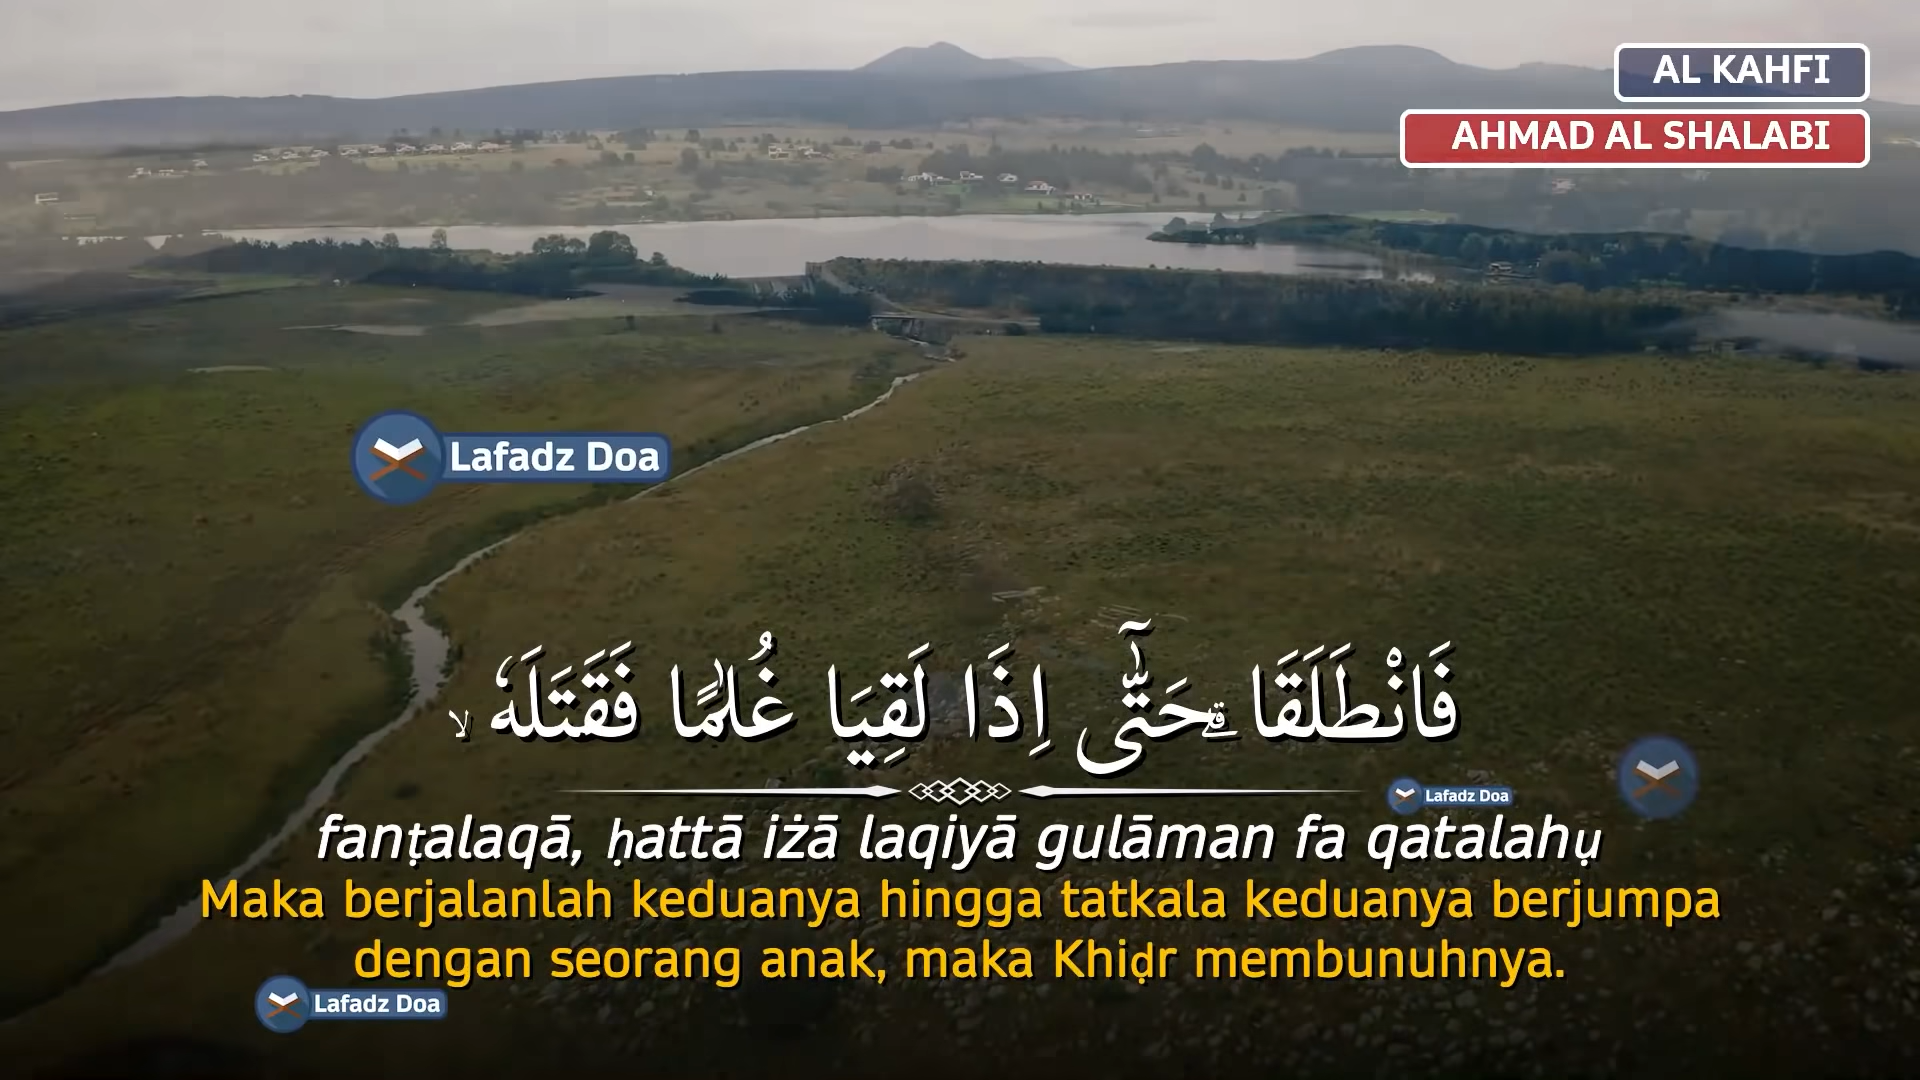 AL KAHFI
AHMAD AL SHALABI
Lafadz Doa
فَانْطَلَقَا ۗحَتّٰٓى اِذَا لَقِيَا غُلٰمًا فَقَتَلَهٗ ۙ
Lafadz Doa
fanṭalaqā, ḥattā iżā laqiyā gulāman fa qatalahụ
Maka berjalanlah keduanya hingga tatkala keduanya berjumpa
dengan seorang anak, maka Khiḍr membunuhnya.
Lafadz Doa